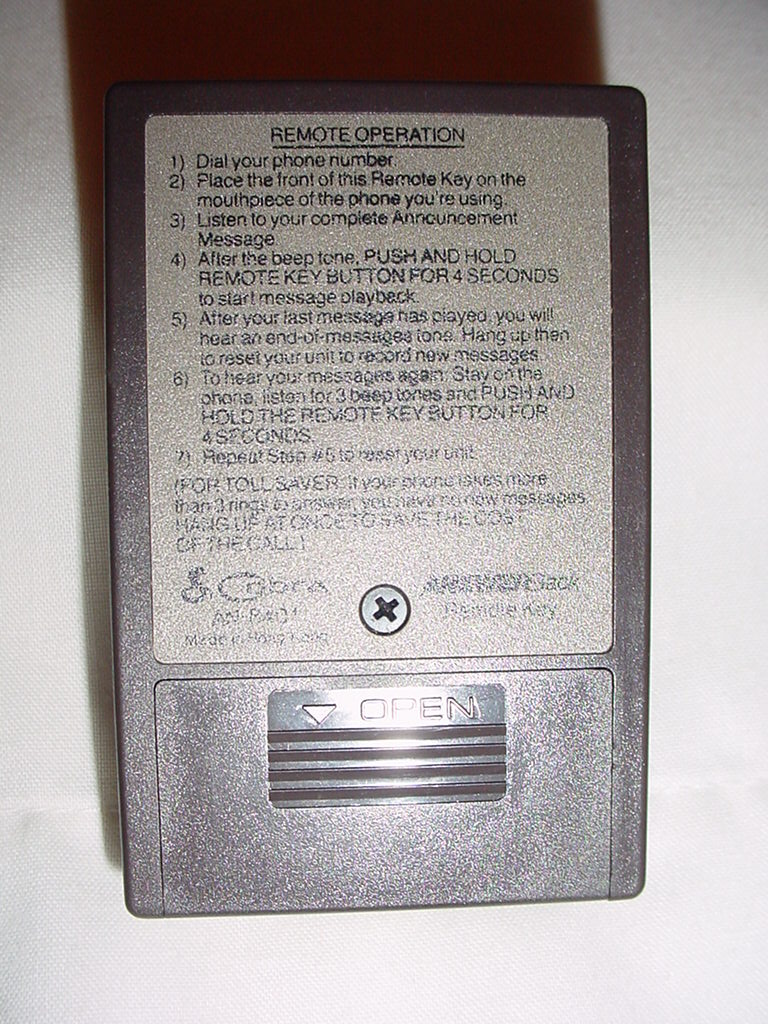 REMOTE OPERATION
1) Dial your phone number.
2) Place the front of this Remote Key on the
mouthpiece of the phone you're using.
3) Listen to your complete Announcement
Message.
4) After the beep tone, PUSH AND HOLD
REMOTE KEY BUTTON FOR 4 SECONDS
to start message playback.
5) After your last message has played, you will
hear an end-of-messages tone. Hang up then
to reset your unit to record new messages.
6) To hear your messages again: Stay on the
phone, listen for 3 beep tones and PUSH AND
HOLD THE REMOTE KEY BUTTON FOR
4 SECONDS.
7) Repeat Step #5 to reset your unit.
(FOR TOLL SAVER: If your phone takes more
than 3 rings to answer, you have no new messages.
HANG UP AT ONCE TO SAVE THE COST
OF THE CALL.)
Cobra
Remote Key
Made in Hong Kong
OPEN